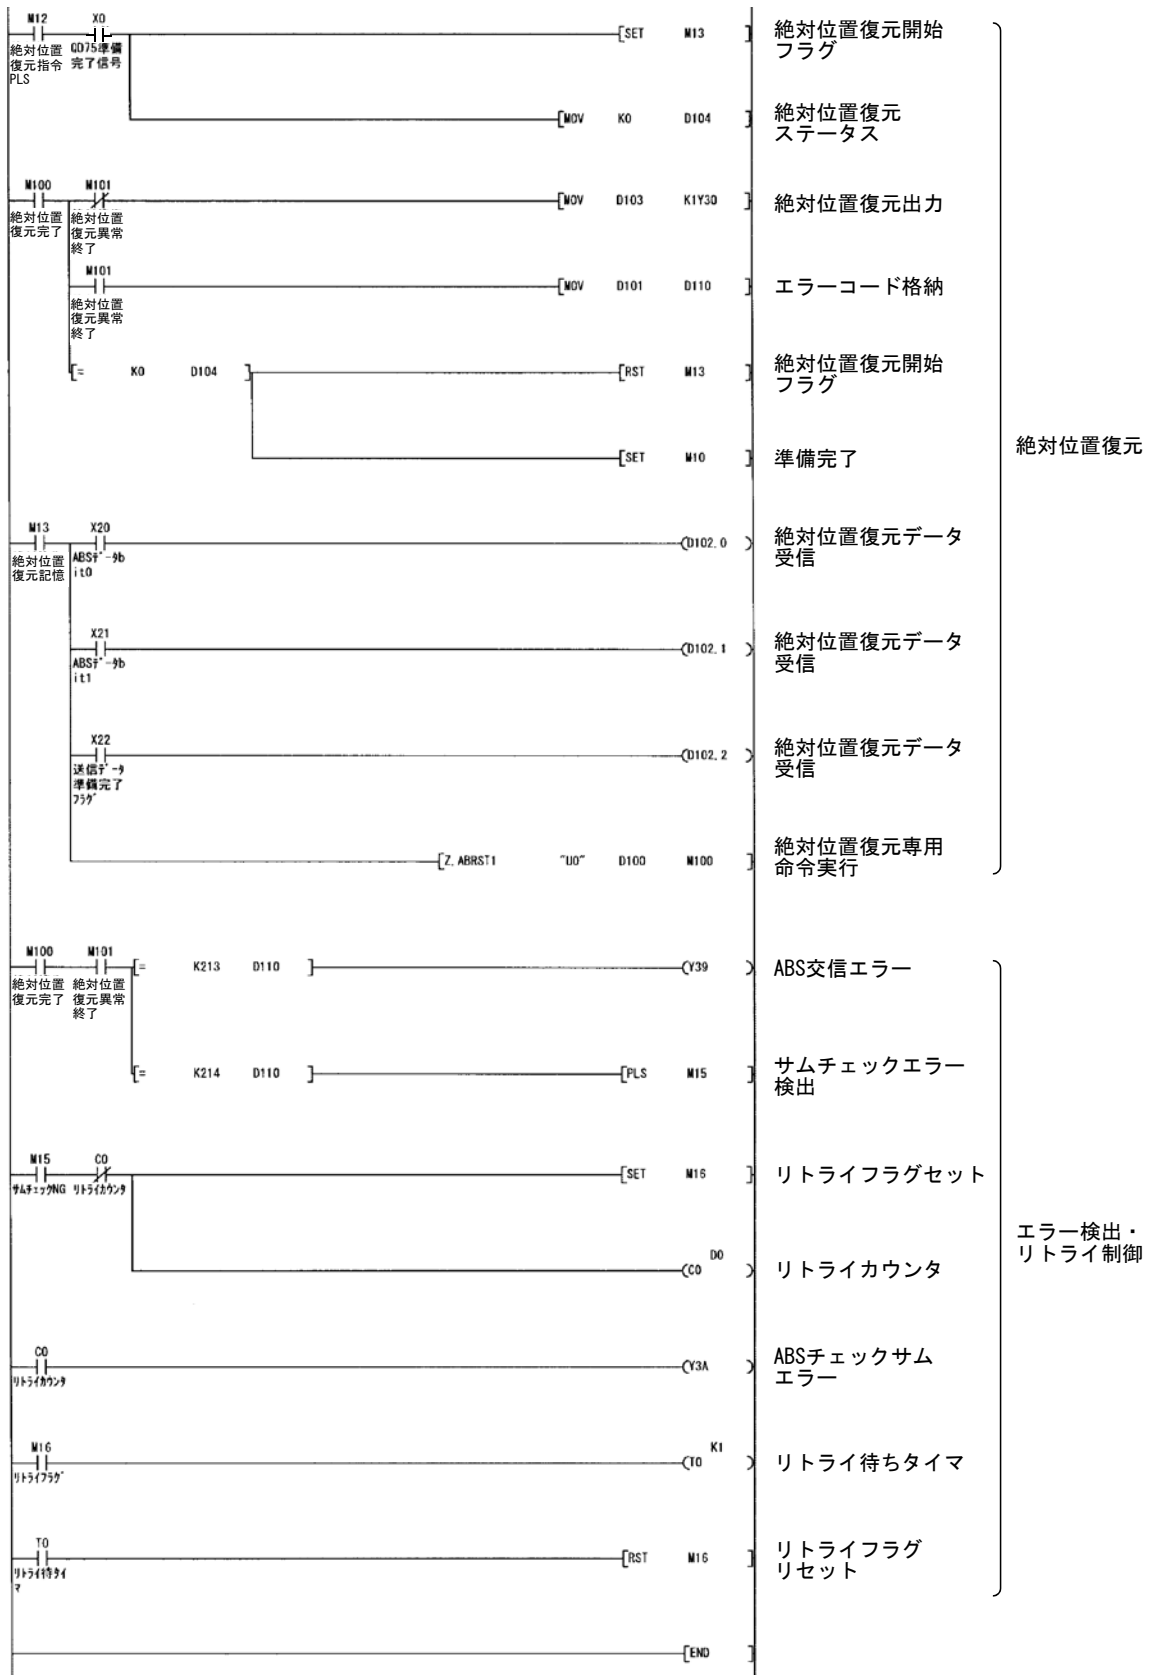 M12 X0
[SET M13 ]
絶対位置復元開始
フラグ
絶対位置
復元指令
PLS
QD75準備
完了信号
[MOV K0 D104 ]
絶対位置復元
ステータス
M100 M101
[MOV D103 K1Y30 ]
絶対位置復元出力
絶対位置
復元完了
絶対位置
復元異常
終了
M101
[MOV D101 D110 ]
エラーコード格納
絶対位置
復元異常
終了
[= K0 D104 ]
[RST M13 ]
絶対位置復元開始
フラグ
[SET M10 ]
準備完了
絶対位置復元
M13 X20
(D102.0 )
絶対位置復元データ
受信
絶対位置
復元記憶
ABSデータb
it0
X21
(D102.1 )
絶対位置復元データ
受信
ABSデータb
it1
X22
(D102.2 )
絶対位置復元データ
受信
送信データ
準備完了
フラグ
[Z.ABRST1 "U0" D100 M100 ]
絶対位置復元専用
命令実行
M100 M101
[= K213 D110 ]
(Y39 )
ABS交信エラー
絶対位置
復元完了
絶対位置
復元異常
終了
[= K214 D110 ]
[PLS M15 ]
サムチェックエラー
検出
M15 C0
[SET M16 ]
リトライフラグセット
サムチェックNG リトライカウンタ
D0
(C0 )
リトライカウンタ
エラー検出・
リトライ制御
C0
(Y3A )
ABSチェックサム
エラー
リトライカウンタ
M16
K1
(T0 )
リトライ待ちタイマ
リトライフラグ
T0
[RST M16 ]
リトライフラグ
リセット
リトライ待タイ
マ
[END ]